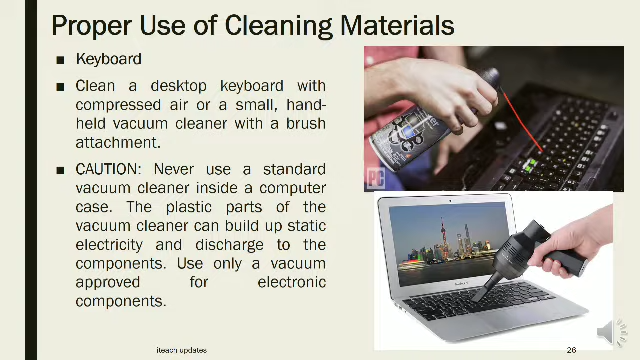 Proper Use of Cleaning Materials
Keyboard
Clean a desktop keyboard with
compressed air or a small, hand-
held vacuum cleaner with a brush
attachment.
CAUTION: Never use a standard
vacuum cleaner inside a computer
case. The plastic parts of the
vacuum cleaner can build up static
electricity and discharge to the
components. Use only a vacuum
approved for electronic
components.
PC
iteach updates
26